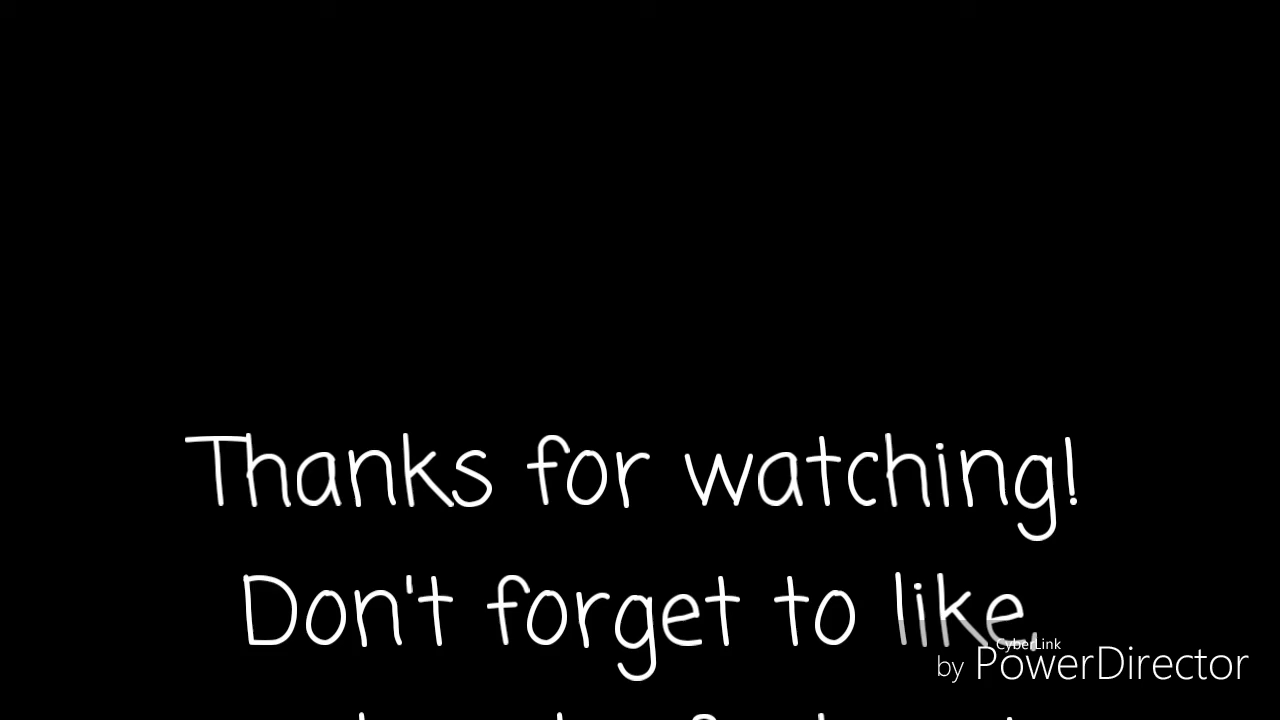 Thanks for watching!
Don't forget to like,
CyberLink
by PowerDirector